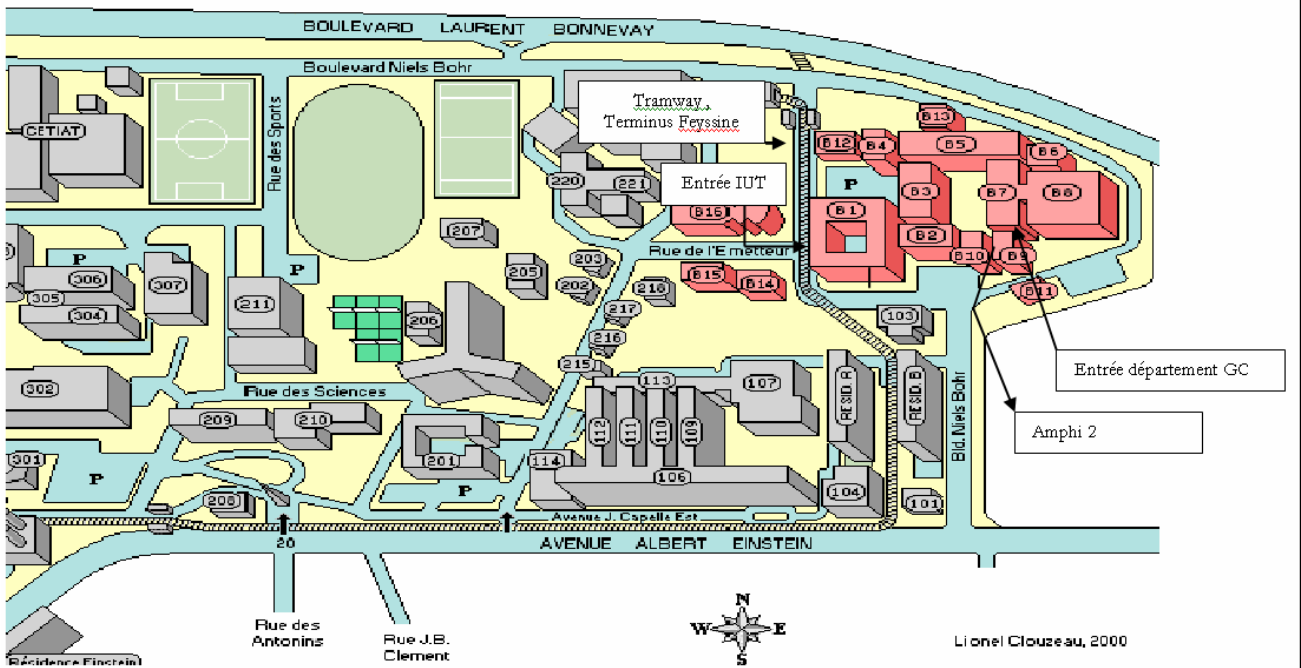 BOULEVARD LAURENT BONNEVAY
Boulevard Niels Bohr
Tramway,
Terminus Feyssine
CETIAT
Rue des Sports
Entrée IUT
B13
B12
B4
B5
B6
220
221
P
B3
B7
B8
B16
B1
207
B2
B10
B9
Rue de l'Emetteur
P
P
203
205
202
218
B15
B14
B11
306
305
304
307
211
206
217
216
103
215
Entrée département GC
302
Rue des Sciences
113
107
RESID. A
RESID. B
Bld. Niels Bohr
112
111
110
109
209
210
Amphi 2
201
114
106
301
P
P
208
104
101
Avenue J. Capelle Est
20
AVENUE ALBERT EINSTEIN
Rue des
Antonins
Rue J.B.
Clement
N
W E
S
Lionel Clouzeau, 2000
Résidence Einstein